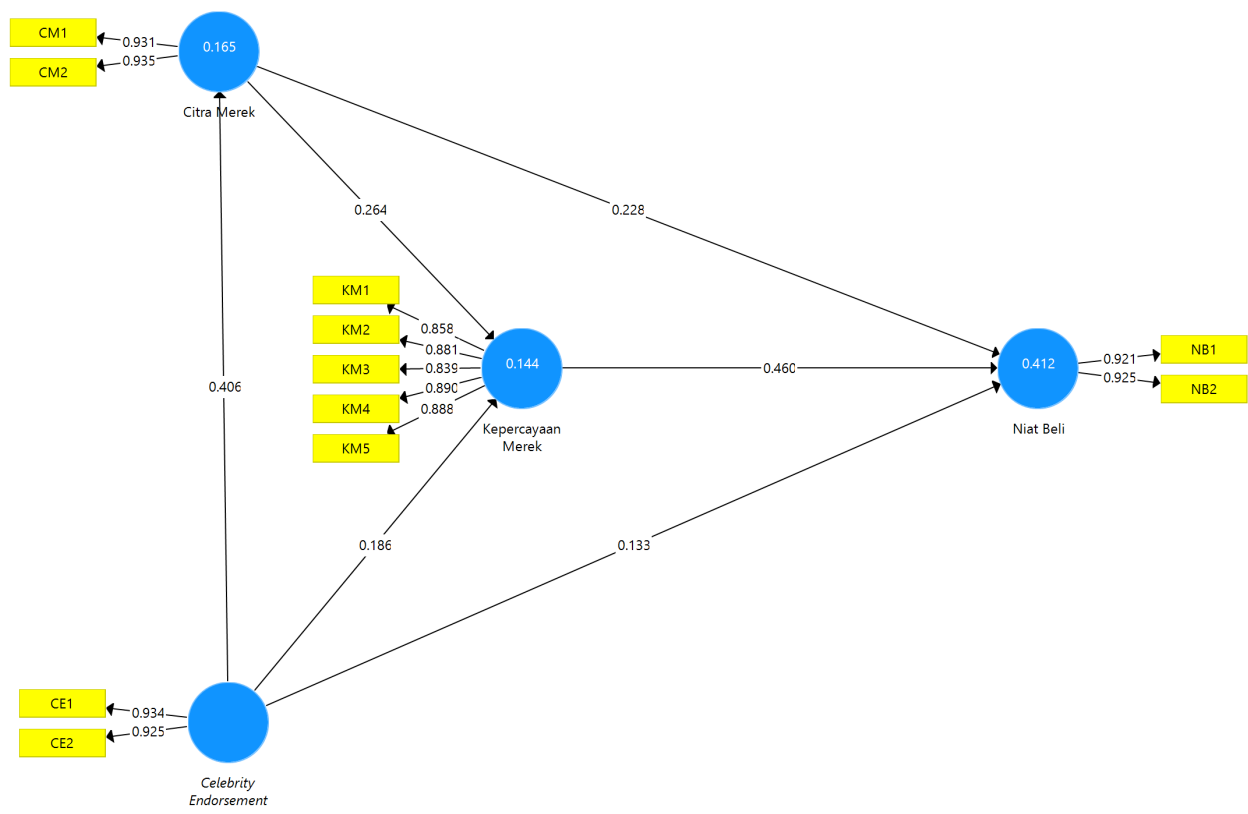 CM1
0.931
0.165
CM2
0.935
Citra Merek
0.264
0.228
KM1
0.858
KM2
0.881
KM3
0.839
0.144
0.460
0.412
0.921
NB1
KM4
0.890
0.925
NB2
0.406
0.888
KM5
Kepercayaan
Merek
Niat Beli
0.186
0.133
CE1
0.934
CE2
0.925
Celebrity
Endorsement